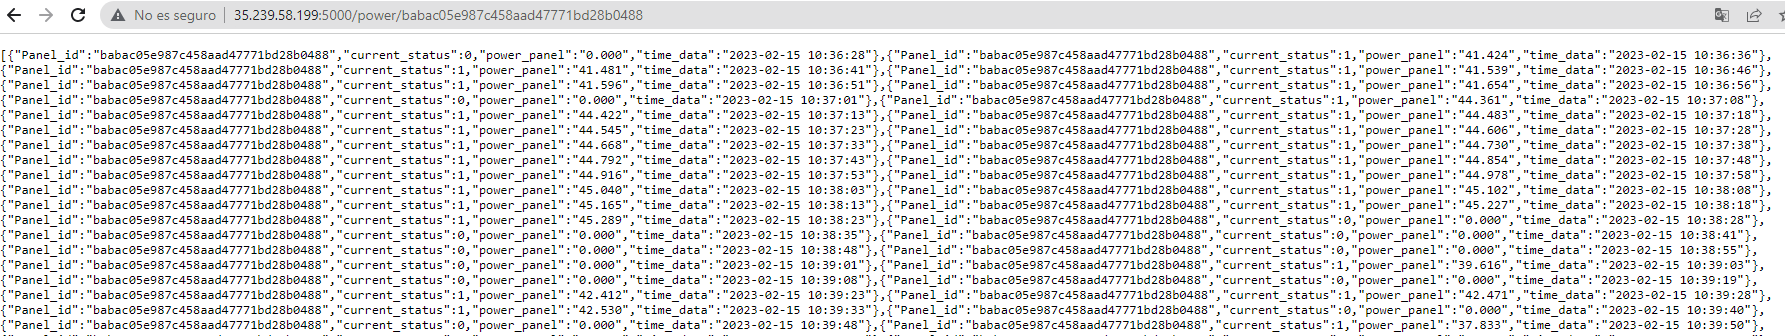 No es seguro | 35.239.58.199:5000/power/babac05e987c458aad47771bd28b0488
[{"Panel_id":"babac05e987c458aad47771bd28b0488","current_status":0,"power_panel":"0.000","time_data":"2023-02-15 10:36:28"},{"Panel_id":"babac05e987c458aad47771bd28b0488","current_status":1,"power_panel":"41.424","time_data":"2023-02-15 10:36:36"},
{"Panel_id":"babac05e987c458aad47771bd28b0488","current_status":1,"power_panel":"41.481","time_data":"2023-02-15 10:36:41"},{"Panel_id":"babac05e987c458aad47771bd28b0488","current_status":1,"power_panel":"41.539","time_data":"2023-02-15 10:36:46"},
{"Panel_id":"babac05e987c458aad47771bd28b0488","current_status":1,"power_panel":"41.596","time_data":"2023-02-15 10:36:51"},{"Panel_id":"babac05e987c458aad47771bd28b0488","current_status":1,"power_panel":"41.654","time_data":"2023-02-15 10:36:56"},
{"Panel_id":"babac05e987c458aad47771bd28b0488","current_status":0,"power_panel":"0.000","time_data":"2023-02-15 10:37:01"},{"Panel_id":"babac05e987c458aad47771bd28b0488","current_status":1,"power_panel":"44.361","time_data":"2023-02-15 10:37:08"},
{"Panel_id":"babac05e987c458aad47771bd28b0488","current_status":1,"power_panel":"44.422","time_data":"2023-02-15 10:37:13"},{"Panel_id":"babac05e987c458aad47771bd28b0488","current_status":1,"power_panel":"44.483","time_data":"2023-02-15 10:37:18"},
{"Panel_id":"babac05e987c458aad47771bd28b0488","current_status":1,"power_panel":"44.545","time_data":"2023-02-15 10:37:23"},{"Panel_id":"babac05e987c458aad47771bd28b0488","current_status":1,"power_panel":"44.606","time_data":"2023-02-15 10:37:28"},
{"Panel_id":"babac05e987c458aad47771bd28b0488","current_status":1,"power_panel":"44.668","time_data":"2023-02-15 10:37:33"},{"Panel_id":"babac05e987c458aad47771bd28b0488","current_status":1,"power_panel":"44.730","time_data":"2023-02-15 10:37:38"},
{"Panel_id":"babac05e987c458aad47771bd28b0488","current_status":1,"power_panel":"44.792","time_data":"2023-02-15 10:37:43"},{"Panel_id":"babac05e987c458aad47771bd28b0488","current_status":1,"power_panel":"44.854","time_data":"2023-02-15 10:37:48"},
{"Panel_id":"babac05e987c458aad47771bd28b0488","current_status":1,"power_panel":"44.916","time_data":"2023-02-15 10:37:53"},{"Panel_id":"babac05e987c458aad47771bd28b0488","current_status":1,"power_panel":"44.978","time_data":"2023-02-15 10:37:58"},
{"Panel_id":"babac05e987c458aad47771bd28b0488","current_status":1,"power_panel":"45.040","time_data":"2023-02-15 10:38:03"},{"Panel_id":"babac05e987c458aad47771bd28b0488","current_status":1,"power_panel":"45.102","time_data":"2023-02-15 10:38:08"},
{"Panel_id":"babac05e987c458aad47771bd28b0488","current_status":1,"power_panel":"45.165","time_data":"2023-02-15 10:38:13"},{"Panel_id":"babac05e987c458aad47771bd28b0488","current_status":1,"power_panel":"45.227","time_data":"2023-02-15 10:38:18"},
{"Panel_id":"babac05e987c458aad47771bd28b0488","current_status":1,"power_panel":"45.289","time_data":"2023-02-15 10:38:23"},{"Panel_id":"babac05e987c458aad47771bd28b0488","current_status":0,"power_panel":"0.000","time_data":"2023-02-15 10:38:28"},
{"Panel_id":"babac05e987c458aad47771bd28b0488","current_status":0,"power_panel":"0.000","time_data":"2023-02-15 10:38:35"},{"Panel_id":"babac05e987c458aad47771bd28b0488","current_status":0,"power_panel":"0.000","time_data":"2023-02-15 10:38:41"},
{"Panel_id":"babac05e987c458aad47771bd28b0488","current_status":0,"power_panel":"0.000","time_data":"2023-02-15 10:38:48"},{"Panel_id":"babac05e987c458aad47771bd28b0488","current_status":0,"power_panel":"0.000","time_data":"2023-02-15 10:38:55"},
{"Panel_id":"babac05e987c458aad47771bd28b0488","current_status":0,"power_panel":"0.000","time_data":"2023-02-15 10:39:01"},{"Panel_id":"babac05e987c458aad47771bd28b0488","current_status":1,"power_panel":"39.616","time_data":"2023-02-15 10:39:03"},
{"Panel_id":"babac05e987c458aad47771bd28b0488","current_status":0,"power_panel":"0.000","time_data":"2023-02-15 10:39:08"},{"Panel_id":"babac05e987c458aad47771bd28b0488","current_status":0,"power_panel":"0.000","time_data":"2023-02-15 10:39:19"},
{"Panel_id":"babac05e987c458aad47771bd28b0488","current_status":1,"power_panel":"42.412","time_data":"2023-02-15 10:39:23"},{"Panel_id":"babac05e987c458aad47771bd28b0488","current_status":1,"power_panel":"42.471","time_data":"2023-02-15 10:39:28"},
{"Panel_id":"babac05e987c458aad47771bd28b0488","current_status":1,"power_panel":"42.530","time_data":"2023-02-15 10:39:33"},{"Panel_id":"babac05e987c458aad47771bd28b0488","current_status":0,"power_panel":"0.000","time_data":"2023-02-15 10:39:40"},
{"Panel_id":"babac05e987c458aad47771bd28b0488","current_status":0,"power_panel":"0.000","time_data":"2023-02-15 10:39:48"},{"Panel_id":"babac05e987c458aad47771bd28b0488","current_status":1,"power_panel":"37.833","time_data":"2023-02-15 10:39:50"},